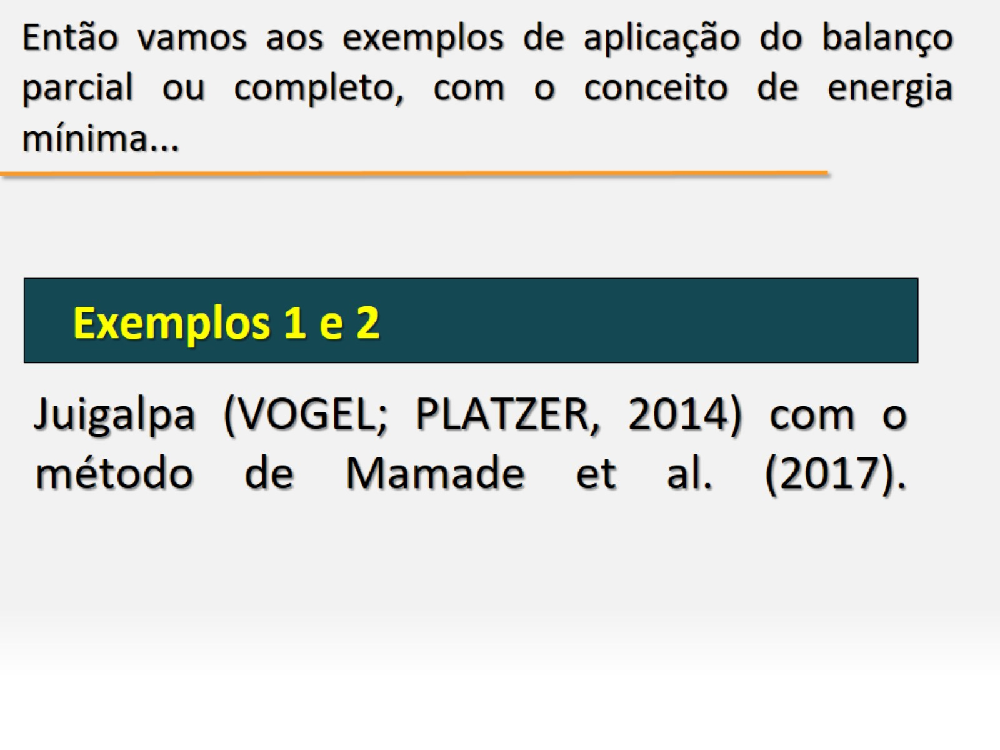 Então vamos aos exemplos de aplicação do balanço
parcial ou completo, com o conceito de energia
mínima...
Exemplos 1 e 2
Juigalpa (VOGEL; PLATZER, 2014) com o
método de Mamade et al. (2017).